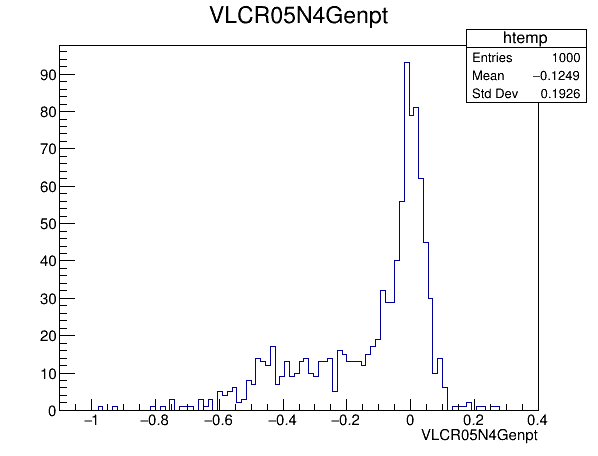 VLCR05N4Genpt
htemp
Entries 1000
Mean −0.1249
Std Dev 0.1926
90
80
70
60
50
40
30
20
10
0
−1 −0.8 −0.6 −0.4 −0.2 0 0.2 0.4
VLCR05N4Genpt